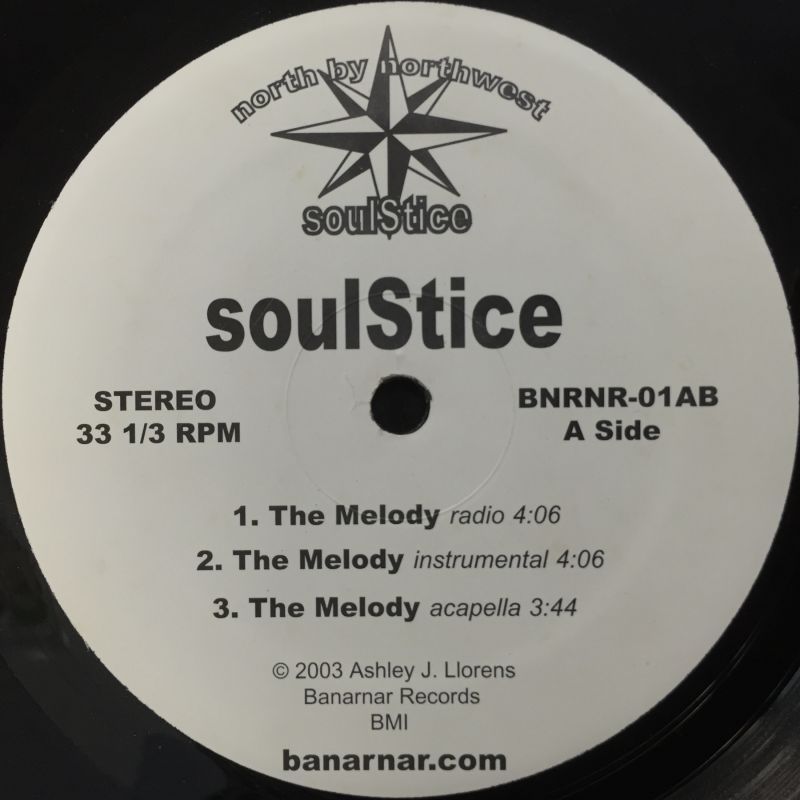 north by northwest
soul$tice
soulStice
STEREO
33 1/3 RPM
BNRNR-01AB
A Side
1. The Melody radio 4:06
2. The Melody instrumental 4:06
3. The Melody acapella 3:44
© 2003 Ashley J. Llorens
Banarnar Records
BMI
banarnar.com